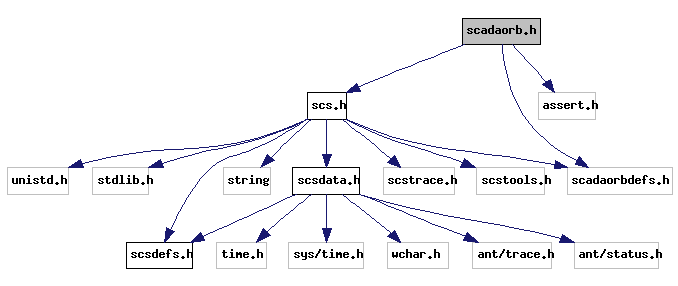 scadaorb.h
scs.h
assert.h
unistd.h
stdlib.h
string
scsdata.h
scstrace.h
scstools.h
scadaorbdefs.h
scsdefs.h
time.h
sys/time.h
wchar.h
ant/trace.h
ant/status.h